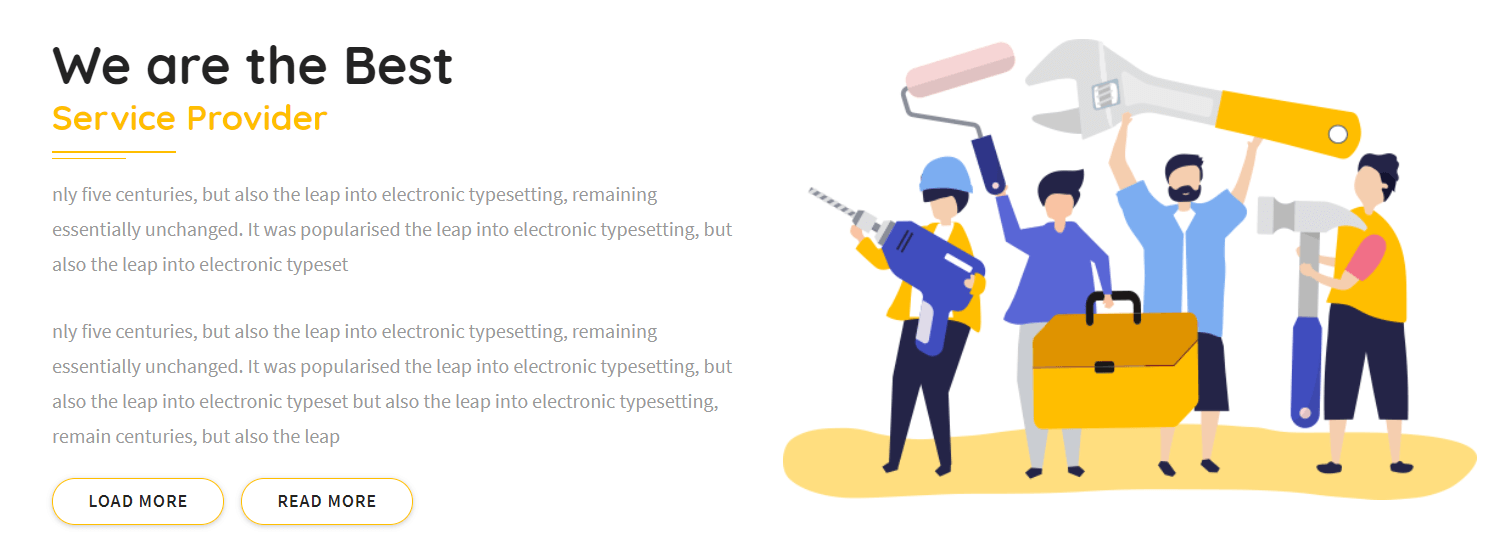 We are the Best
Service Provider
nly five centuries, but also the leap into electronic typesetting, remaining
essentially unchanged. It was popularised the leap into electronic typesetting, but
also the leap into electronic typeset
nly five centuries, but also the leap into electronic typesetting, remaining
essentially unchanged. It was popularised the leap into electronic typesetting, but
also the leap into electronic typeset but also the leap into electronic typesetting,
remain centuries, but also the leap
LOAD MORE
READ MORE